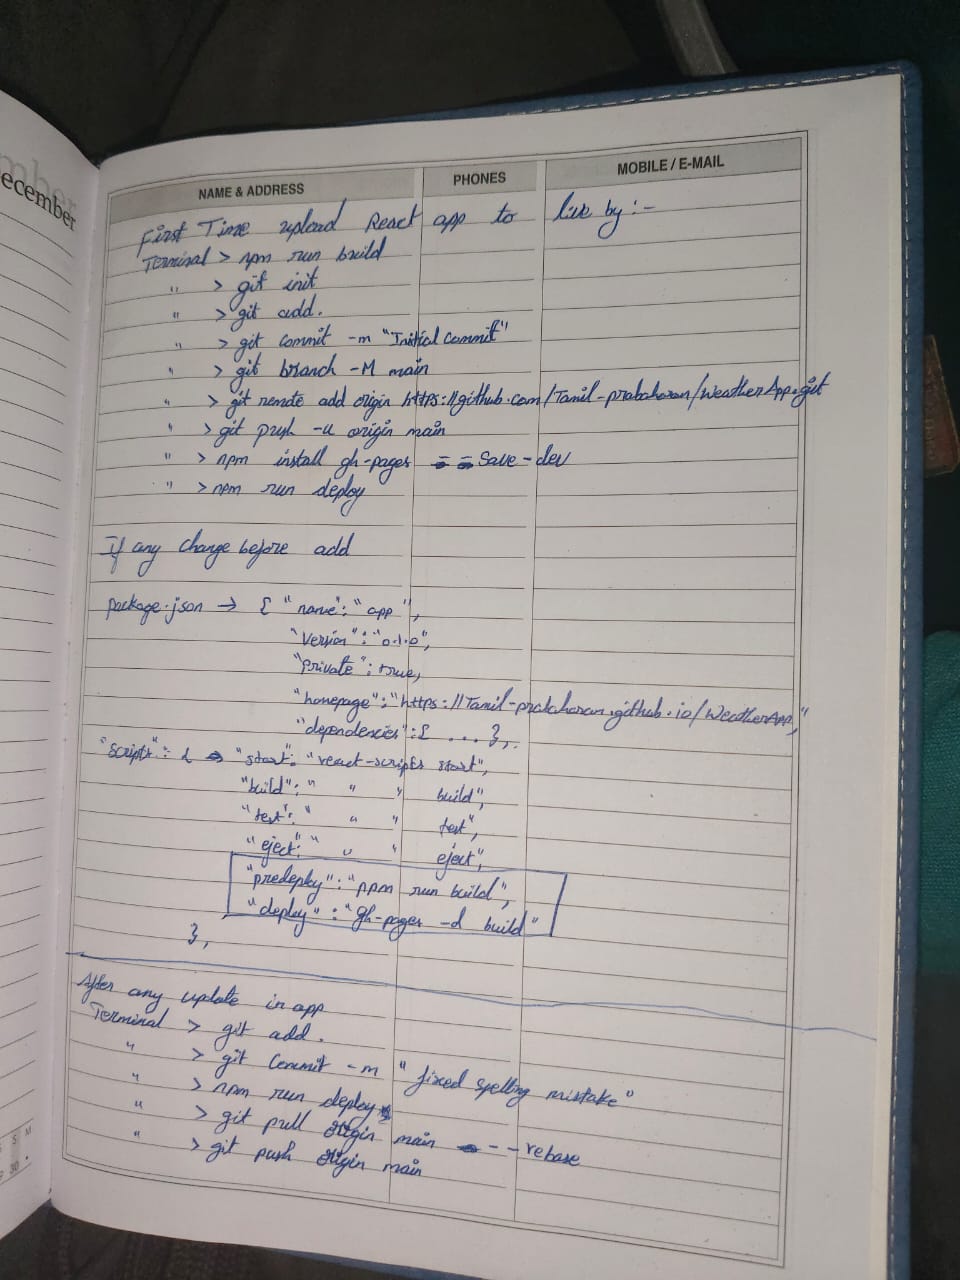 December
NAME & ADDRESS PHONES MOBILE / E-MAIL
First Time upload React app to live by :-
Terminal > npm run build
" > git init
" > git add .
" > git commit -m "Initial commit"
" > git branch -M main
" > git remote add origin https://github.com/Tamil-prabaharan/WeatherApp.git
" > git push -u origin main
" > npm install gh-pages --save-dev
" > npm run deploy
If any change before add
package.json → { "name": "app",
"version": "0.1.0",
"private": true,
"homepage": "https://Tamil-prabaharan.github.io/WeatherApp",
"dependencies": { ... },
"scripts": { → "start": "react-scripts start",
"build": " " " build",
"test": " " " test",
"eject": " " " eject",
"predeploy": "npm run build",
"deploy": "gh-pages -d build"
},
After any update in app
Terminal > git add .
" > git commit -m "fixed spelling mistake"
" > npm run deploy
" > git pull origin main --rebase
" > git push origin main
S M
30